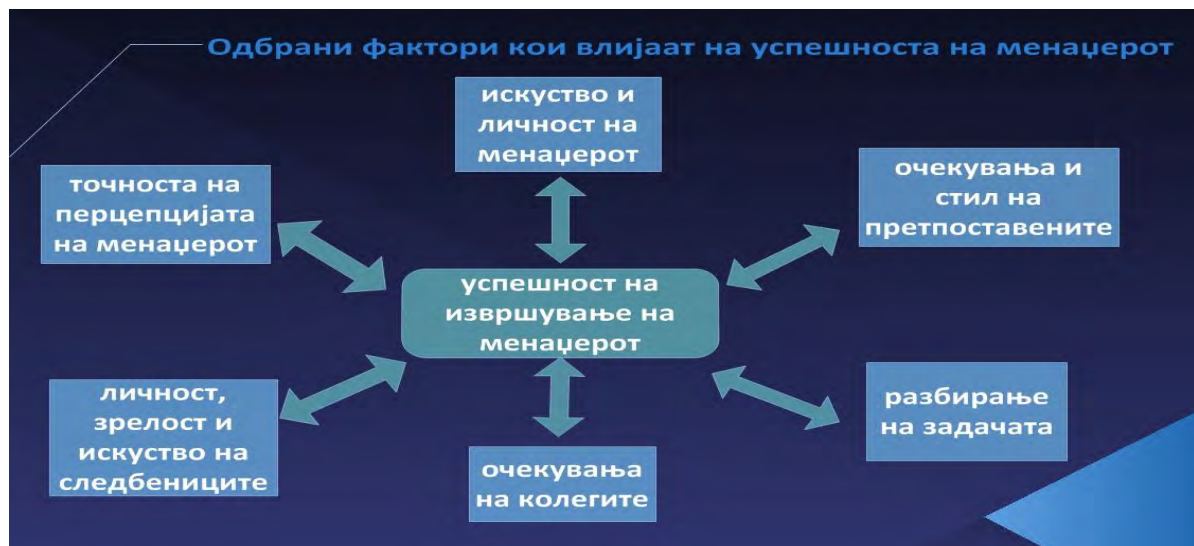 Одбрани фактори кои влијаат на успешноста на менаџерот
искуство и
личност на
менаџерот
точноста на
перцепцијата
на менаџерот
очекувања и
стил на
претпоставените
успешност на
извршување на
менаџерот
личност,
зрелост и
искуство на
следбениците
очекувања
на колегите
разбирање
на задачата